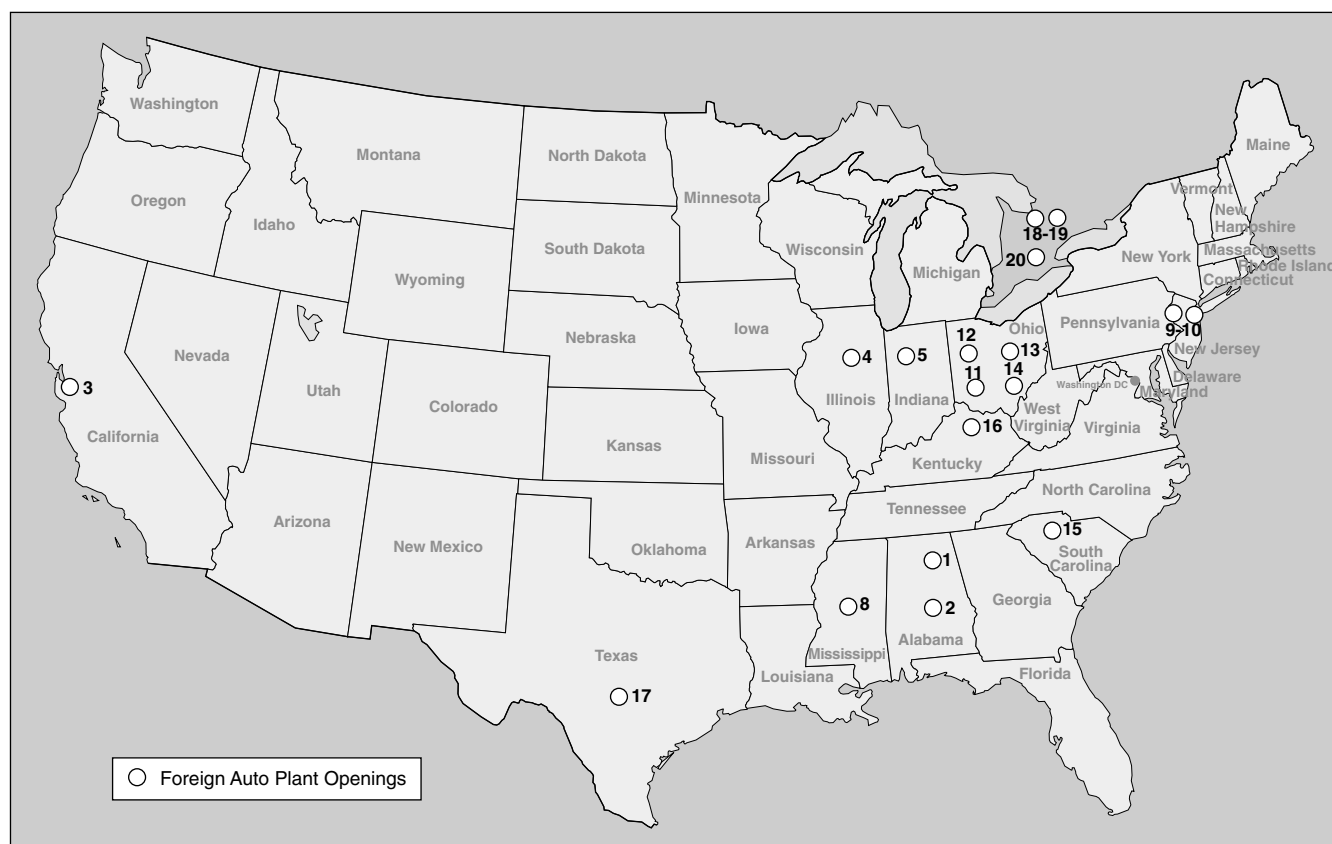 Washington
Montana
North Dakota
Minnesota
Maine
Oregon
Idaho
South Dakota
Wisconsin
Michigan
18-19
20
Vermont
New
Hampshire
New York
Massachusetts
Rhode Island
Connecticut
Wyoming
Nebraska
Iowa
Pennsylvania
9-10
New Jersey
Nevada
Utah
Colorado
3
California
Illinois
4
Indiana
5
Ohio
12
13
11
14
Washington DC
Delaware
Maryland
West
Virginia
Virginia
Kansas
Missouri
16
Kentucky
North Carolina
Tennessee
Arizona
New Mexico
Oklahoma
Arkansas
15
South
Carolina
1
2
8
Georgia
Alabama
Mississippi
Texas
17
Louisiana
Florida
Foreign Auto Plant Openings